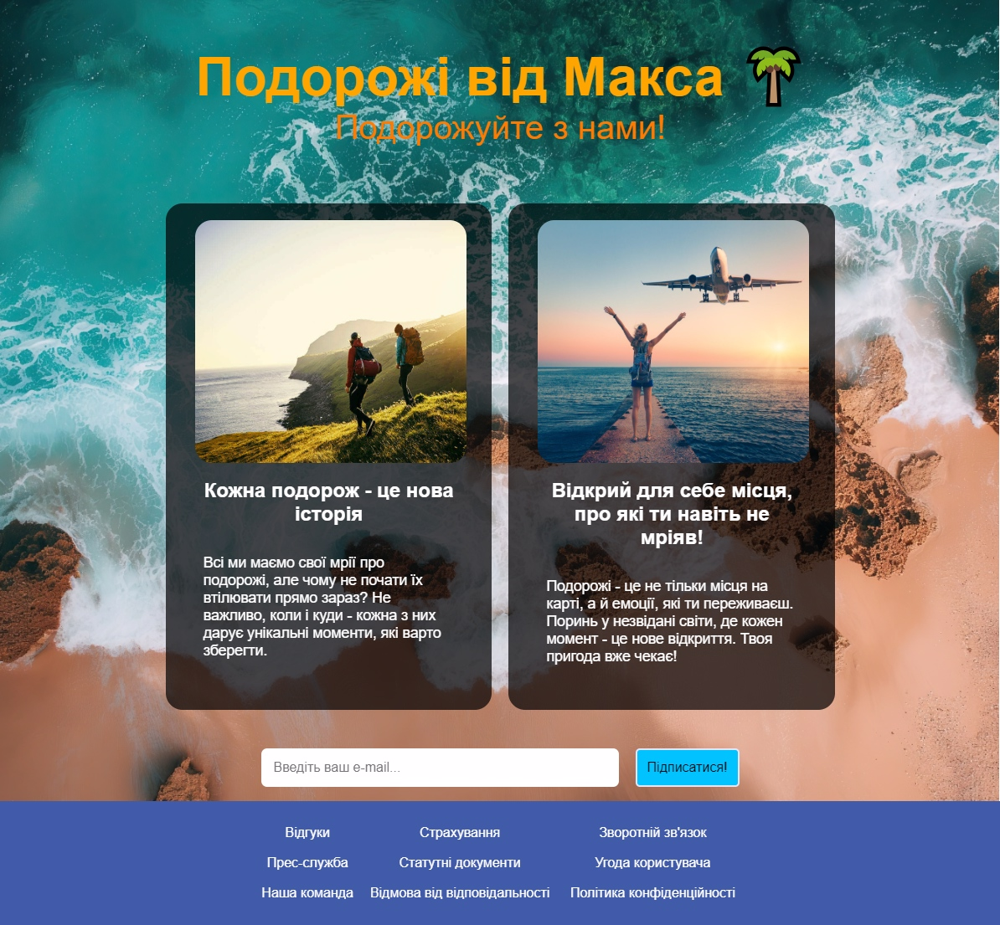 Подорожі від Макса
Подорожуйте з нами!
Кожна подорож - це нова
історія
Всі ми маємо свої мрії про
подорожі, але чому не почати їх
втілювати прямо зараз? Не
важливо, коли і куди - кожна з них
дарує унікальні моменти, які варто
зберегти.
Відкрий для себе місця,
про які ти навіть не
мріяв!
Подорожі - це не тільки місця на
карті, а й емоції, які ти переживаєш.
Поринь у незвідані світи, де кожен
момент - це нове відкриття. Твоя
пригода вже чекає!
Введіть ваш e-mail... Підписатися!
Відгуки Страхування Зворотній зв'язок
Прес-служба Статутні документи Угода користувача
Наша команда Відмова від відповідальності Політика конфіденційності